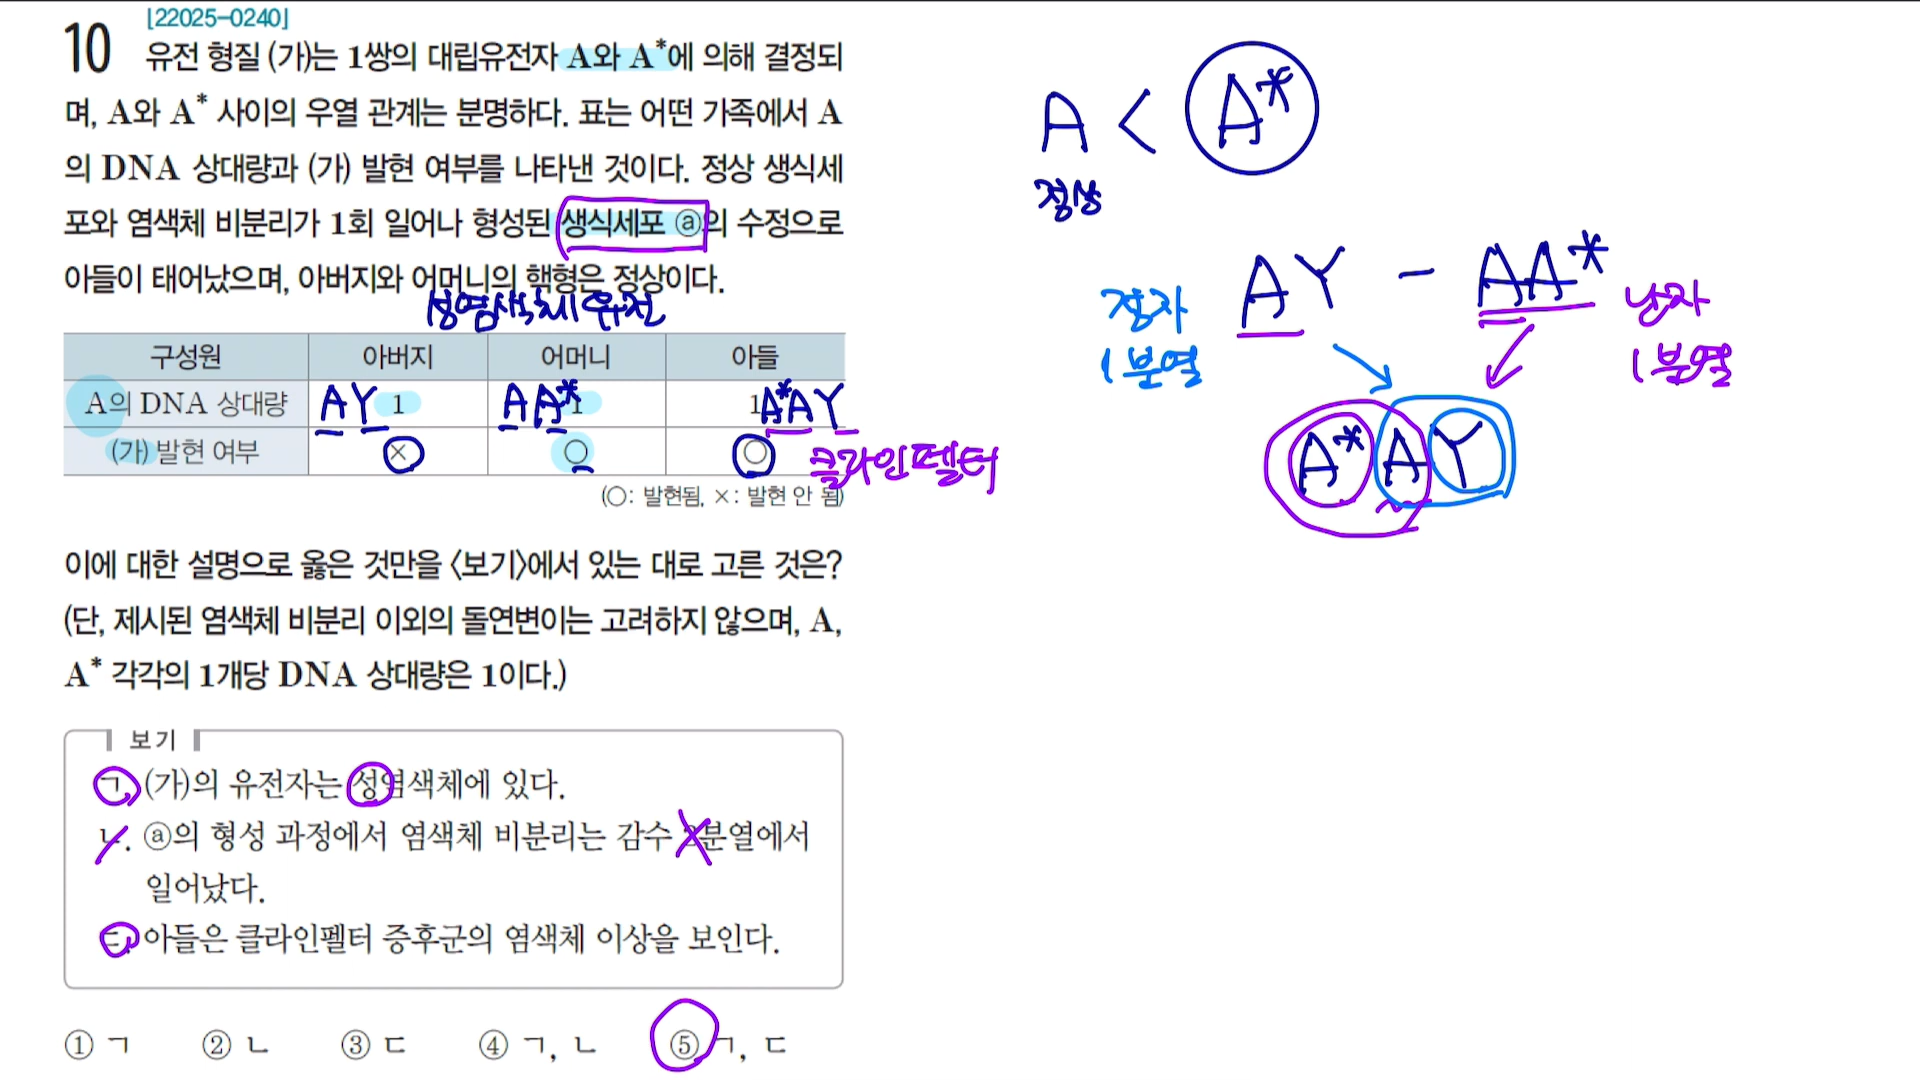 [22025-0240]
10 유전 형질 (가)는 1쌍의 대립유전자 A와 A*에 의해 결정되
며, A와 A* 사이의 우열 관계는 분명하다. 표는 어떤 가족에서 A
의 DNA 상대량과 (가) 발현 여부를 나타낸 것이다. 정상 생식세
포와 염색체 비분리가 1회 일어나 형성된 생식세포 ⓐ의 수정으로
아들이 태어났으며, 아버지와 어머니의 핵형은 정상이다.
성염색체 유전
구성원 아버지 어머니 아들
A의 DNA 상대량 AY 1 AA* 1 1 A*AY
(가) 발현 여부 × ○ ○ 클라인펠터
(○: 발현됨, ×: 발현 안 됨)
이에 대한 설명으로 옳은 것만을 〈보기〉에서 있는 대로 고른 것은?
(단, 제시된 염색체 비분리 이외의 돌연변이는 고려하지 않으며, A,
A* 각각의 1개당 DNA 상대량은 1이다.)
보기
ㄱ. (가)의 유전자는 성염색체에 있다.
ㄴ. ⓐ의 형성 과정에서 염색체 비분리는 감수 2분열에서
일어났다.
ㄷ. 아들은 클라인펠터 증후군의 염색체 이상을 보인다.
① ㄱ ② ㄴ ③ ㄷ ④ ㄱ, ㄴ ⑤ ㄱ, ㄷ
A < A*
정상
AY - AA*
정자
1분열
난자
1분열
A* A Y